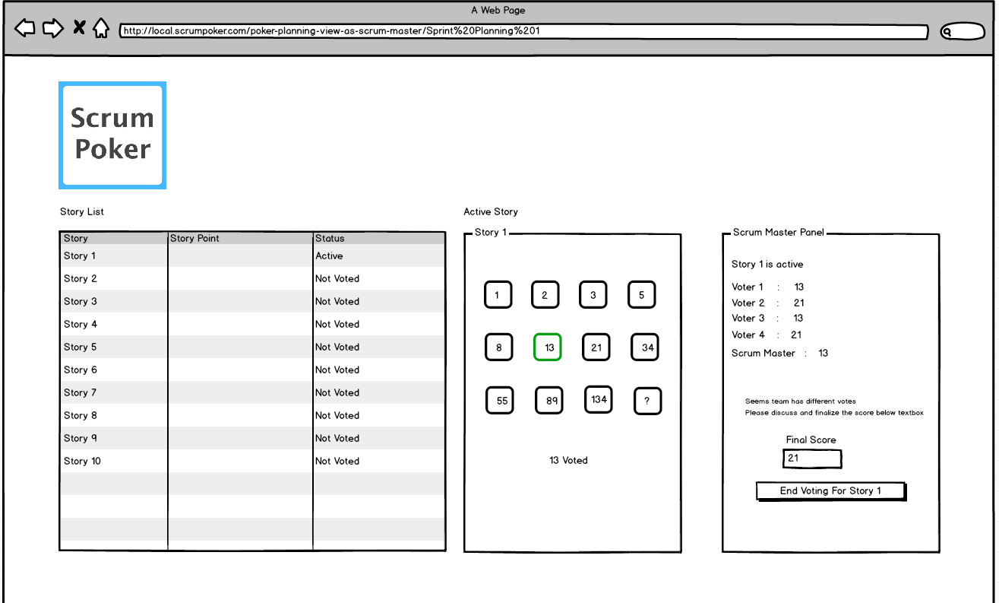 A Web Page
http://local.scrumpoker.com/poker-planning-view-as-scrum-master/Sprint%20Planning%201
Scrum
Poker
Story List
Story Story Point Status
Story 1 Active
Story 2 Not Voted
Story 3 Not Voted
Story 4 Not Voted
Story 5 Not Voted
Story 6 Not Voted
Story 7 Not Voted
Story 8 Not Voted
Story 9 Not Voted
Story 10 Not Voted
Active Story
Story 1
1 2 3 5
8 13 21 34
55 89 134 ?
13 Voted
Scrum Master Panel
Story 1 is active
Voter 1 : 13
Voter 2 : 21
Voter 3 : 13
Voter 4 : 21
Scrum Master : 13
Seems team has different votes
Please discuss and finalize the score below textbox
Final Score
21
End Voting For Story 1